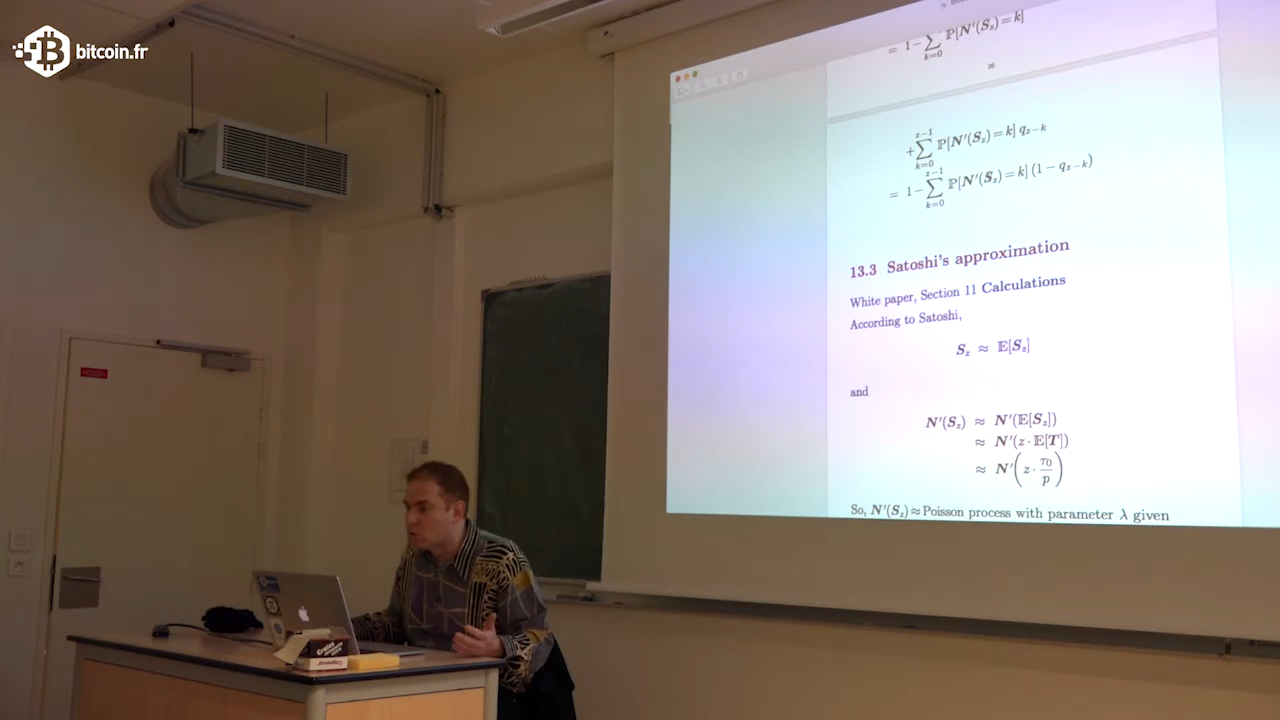 bitcoin.fr
= 1 − ∑_{k=0} ℙ[N′(S_z) = k]
+ ∑_{k=0}^{z−1} ℙ[N′(S_z) = k] q_{z−k}
= 1 − ∑_{k=0}^{z−1} ℙ[N′(S_z) = k] (1 − q_{z−k})
13.3 Satoshi's approximation
White paper, Section 11 Calculations
According to Satoshi,
S_z ≈ 𝔼[S_z]
and
N′(S_z) ≈ N′(𝔼[S_z])
≈ N′(z · 𝔼[T])
≈ N′(z · τ₀/p)
So, N′(S_z) ≈ Poisson process with parameter λ given